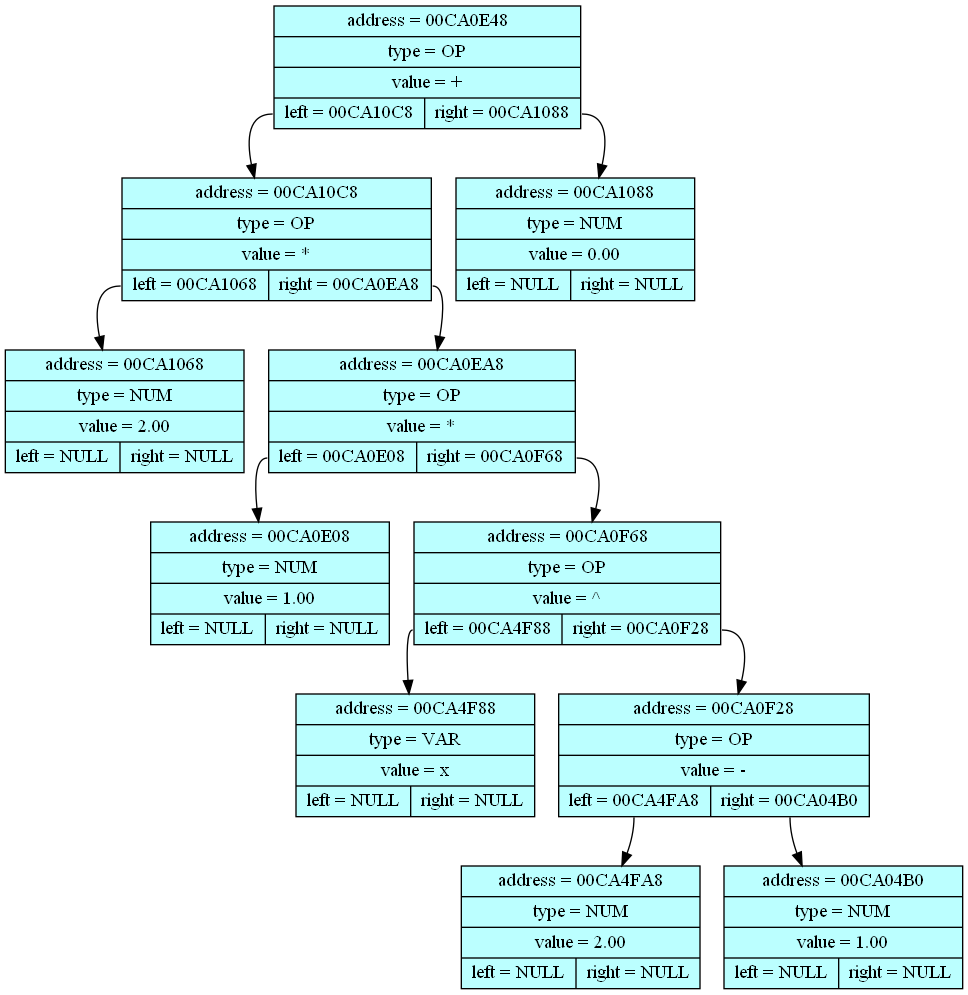 address = 00CA0E48
type = OP
value = +
left = 00CA10C8 right = 00CA1088
address = 00CA10C8
type = OP
value = *
left = 00CA1068 right = 00CA0EA8
address = 00CA1088
type = NUM
value = 0.00
left = NULL right = NULL
address = 00CA1068
type = NUM
value = 2.00
left = NULL right = NULL
address = 00CA0EA8
type = OP
value = *
left = 00CA0E08 right = 00CA0F68
address = 00CA0E08
type = NUM
value = 1.00
left = NULL right = NULL
address = 00CA0F68
type = OP
value = ^
left = 00CA4F88 right = 00CA0F28
address = 00CA4F88
type = VAR
value = x
left = NULL right = NULL
address = 00CA0F28
type = OP
value = -
left = 00CA4FA8 right = 00CA04B0
address = 00CA4FA8
type = NUM
value = 2.00
left = NULL right = NULL
address = 00CA04B0
type = NUM
value = 1.00
left = NULL right = NULL